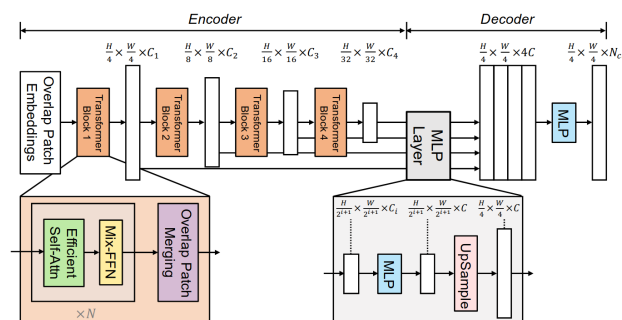 Encoder
Decoder
H/4 × W/4 × C₁
H/8 × W/8 × C₂
H/16 × W/16 × C₃
H/32 × W/32 × C₄
H/4 × W/4 × 4C
H/4 × W/4 × N_c
Overlap Patch
Embeddings
Transformer
Block 1
Transformer
Block 2
Transformer
Block 3
Transformer
Block 4
MLP
Layer
MLP
Efficient
Self-Attn
Mix-FFN
Overlap Patch
Merging
×N
H/2^{i+1} × W/2^{i+1} × C_i
H/2^{i+1} × W/2^{i+1} × C
H/4 × W/4 × C
MLP
UpSample